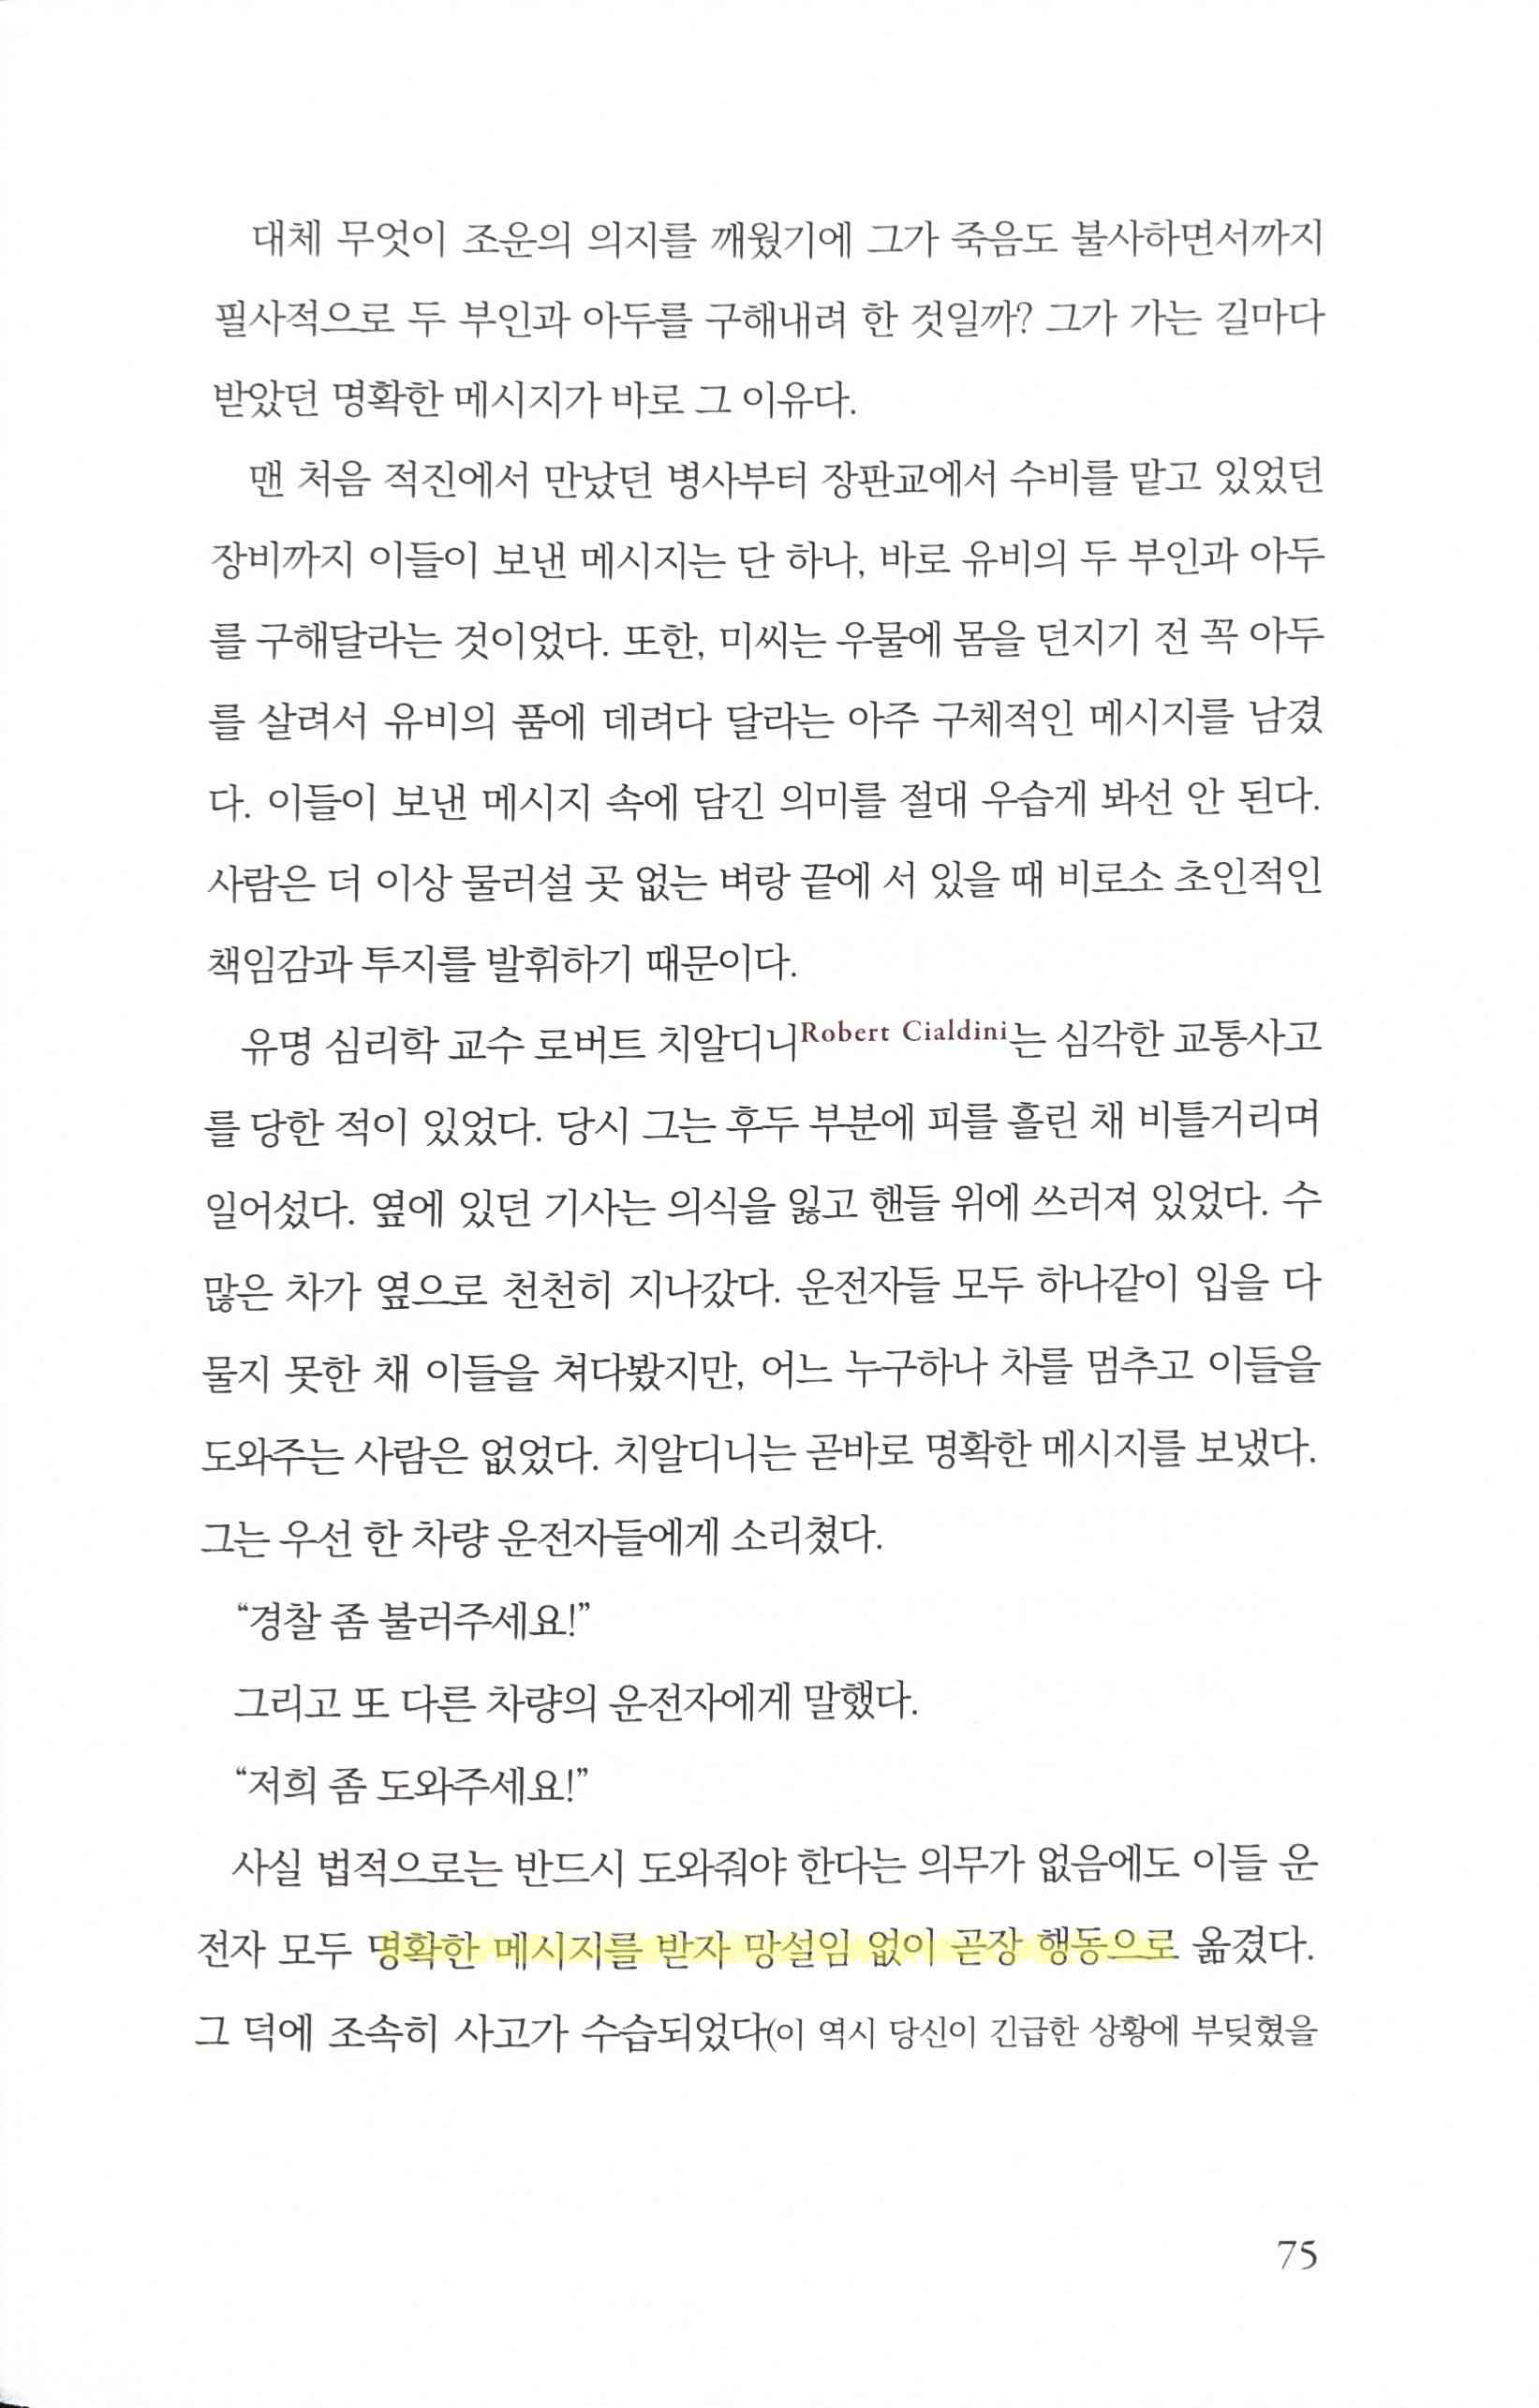 대체 무엇이 조운의 의지를 깨웠기에 그가 죽음도 불사하면서까지
필사적으로 두 부인과 아두를 구해내려 한 것일까? 그가 가는 길마다
받았던 명확한 메시지가 바로 그 이유다.
맨 처음 적진에서 만났던 병사부터 장판교에서 수비를 맡고 있었던
장비까지 이들이 보낸 메시지는 단 하나, 바로 유비의 두 부인과 아두
를 구해달라는 것이었다. 또한, 미씨는 우물에 몸을 던지기 전 꼭 아두
를 살려서 유비의 품에 데려다 달라는 아주 구체적인 메시지를 남겼
다. 이들이 보낸 메시지 속에 담긴 의미를 절대 우습게 봐선 안 된다.
사람은 더 이상 물러설 곳 없는 벼랑 끝에 서 있을 때 비로소 초인적인
책임감과 투지를 발휘하기 때문이다.
유명 심리학 교수 로버트 치알디니Robert Cialdini는 심각한 교통사고
를 당한 적이 있었다. 당시 그는 후두 부분에 피를 흘린 채 비틀거리며
일어섰다. 옆에 있던 기사는 의식을 잃고 핸들 위에 쓰러져 있었다. 수
많은 차가 옆으로 천천히 지나갔다. 운전자들 모두 하나같이 입을 다
물지 못한 채 이들을 쳐다봤지만, 어느 누구하나 차를 멈추고 이들을
도와주는 사람은 없었다. 치알디니는 곧바로 명확한 메시지를 보냈다.
그는 우선 한 차량 운전자들에게 소리쳤다.
“경찰 좀 불러주세요!”
그리고 또 다른 차량의 운전자에게 말했다.
“저희 좀 도와주세요!”
사실 법적으로는 반드시 도와줘야 한다는 의무가 없음에도 이들 운
전자 모두 명확한 메시지를 받자 망설임 없이 곧장 행동으로 옮겼다.
그 덕에 조속히 사고가 수습되었다(이 역시 당신이 긴급한 상황에 부딪혔을
75